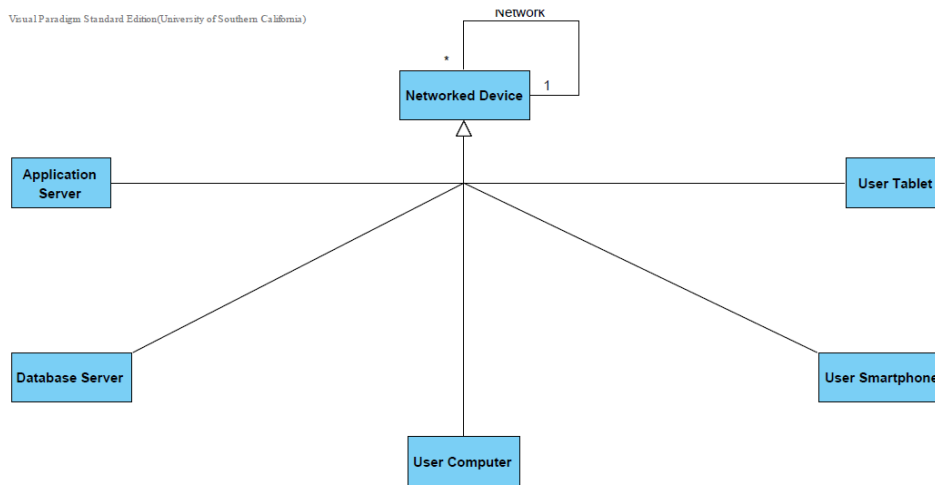 Visual Paradigm Standard Edition(University of Southern California)
Network
*
1
Networked Device
Application
Server
User Tablet
Database Server
User Smartphone
User Computer